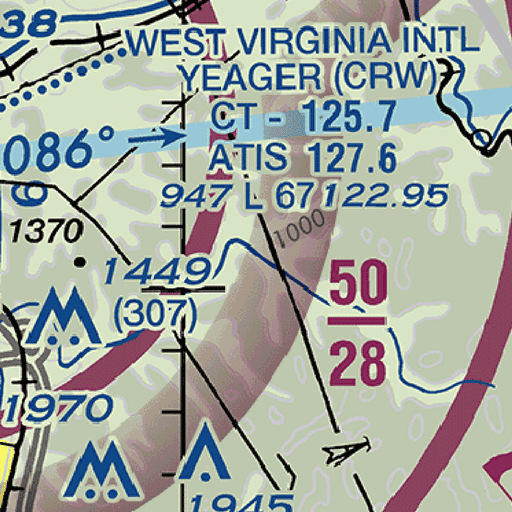 38
WEST VIRGINIA INTL
YEAGER (CRW)
CT - 125.7
086°
ATIS 127.6
947 L 67 122.95
1000
1370
1449
(307)
50
28
1970
1945